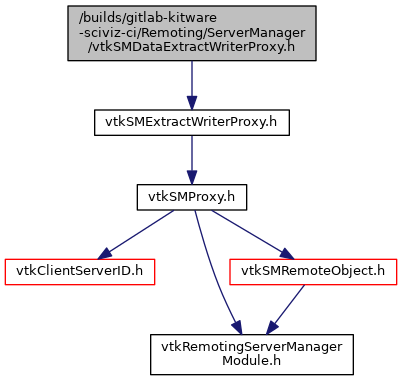 /builds/gitlab-kitware
-sciviz-ci/Remoting/ServerManager
/vtkSMDataExtractWriterProxy.h
vtkSMExtractWriterProxy.h
vtkSMProxy.h
vtkClientServerID.h
vtkSMRemoteObject.h
vtkRemotingServerManager
Module.h